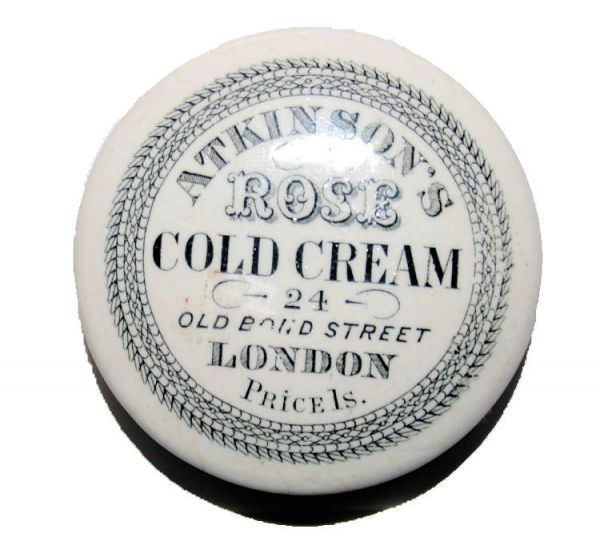 ATKINSON'S
ROSE
COLD CREAM
24
OLD BOND STREET
LONDON
PRICE 1s.